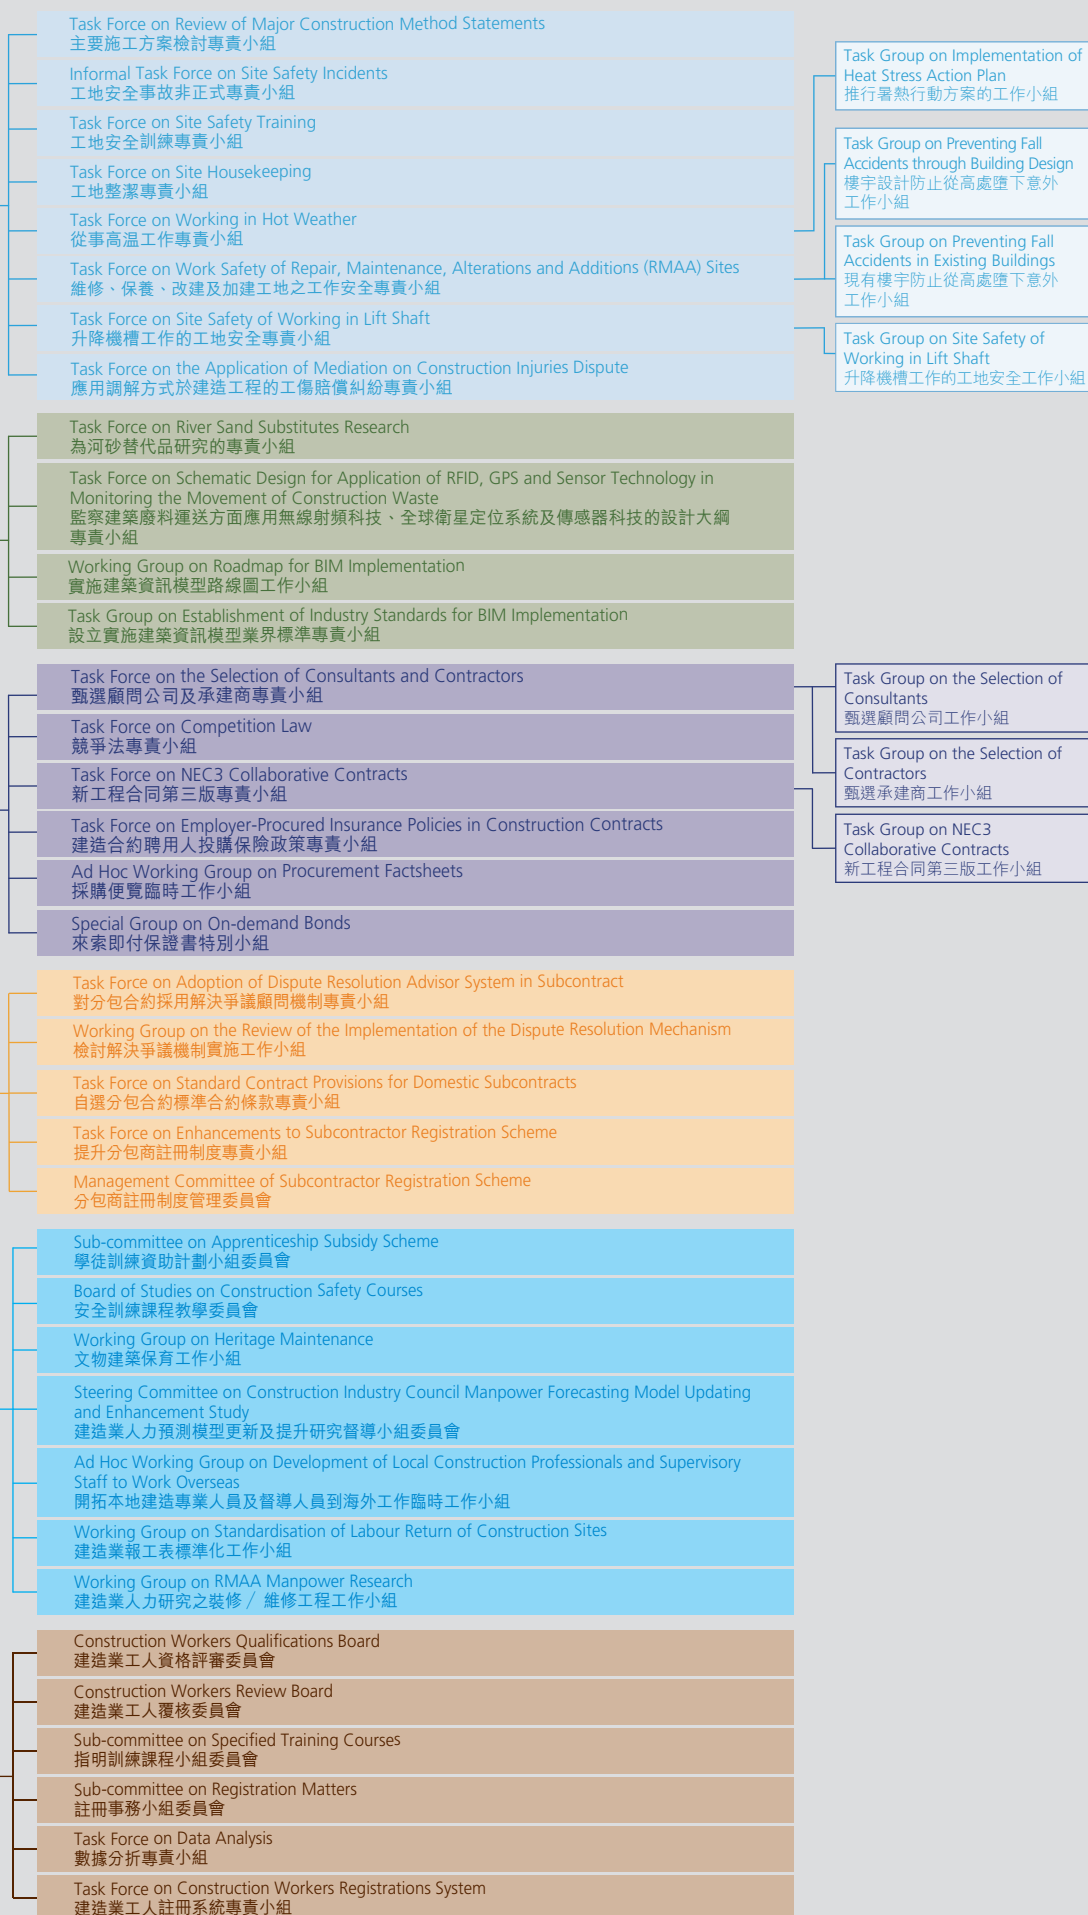 Task Force on Review of Major Construction Method Statements
主要施工方案檢討專責小組
Informal Task Force on Site Safety Incidents
工地安全事故非正式專責小組
Task Force on Site Safety Training
工地安全訓練專責小組
Task Force on Site Housekeeping
工地整潔專責小組
Task Force on Working in Hot Weather
從事高温工作專責小組
Task Force on Work Safety of Repair, Maintenance, Alterations and Additions (RMAA) Sites
維修、保養、改建及加建工地之工作安全專責小組
Task Force on Site Safety of Working in Lift Shaft
升降機槽工作的工地安全專責小組
Task Force on the Application of Mediation on Construction Injuries Dispute
應用調解方式於建造工程的工傷賠償糾紛專責小組
Task Group on Implementation of
Heat Stress Action Plan
推行暑熱行動方案的工作小組
Task Group on Preventing Fall
Accidents through Building Design
樓宇設計防止從高處墮下意外
工作小組
Task Group on Preventing Fall
Accidents in Existing Buildings
現有樓宇防止從高處墮下意外
工作小組
Task Group on Site Safety of
Working in Lift Shaft
升降機槽工作的工地安全工作小組
Task Force on River Sand Substitutes Research
為河砂替代品研究的專責小組
Task Force on Schematic Design for Application of RFID, GPS and Sensor Technology in
Monitoring the Movement of Construction Waste
監察建築廢料運送方面應用無線射頻科技、全球衛星定位系統及傳感器科技的設計大綱
專責小組
Working Group on Roadmap for BIM Implementation
實施建築資訊模型路線圖工作小組
Task Group on Establishment of Industry Standards for BIM Implementation
設立實施建築資訊模型業界標準專責小組
Task Force on the Selection of Consultants and Contractors
甄選顧問公司及承建商專責小組
Task Force on Competition Law
競爭法專責小組
Task Force on NEC3 Collaborative Contracts
新工程合同第三版專責小組
Task Force on Employer-Procured Insurance Policies in Construction Contracts
建造合約聘用人投購保險政策專責小組
Ad Hoc Working Group on Procurement Factsheets
採購便覽臨時工作小組
Special Group on On-demand Bonds
來索即付保證書特別小組
Task Group on the Selection of
Consultants
甄選顧問公司工作小組
Task Group on the Selection of
Contractors
甄選承建商工作小組
Task Group on NEC3
Collaborative Contracts
新工程合同第三版工作小組
Task Force on Adoption of Dispute Resolution Advisor System in Subcontract
對分包合約採用解決爭議顧問機制專責小組
Working Group on the Review of the Implementation of the Dispute Resolution Mechanism
檢討解決爭議機制實施工作小組
Task Force on Standard Contract Provisions for Domestic Subcontracts
自選分包合約標準合約條款專責小組
Task Force on Enhancements to Subcontractor Registration Scheme
提升分包商註冊制度專責小組
Management Committee of Subcontractor Registration Scheme
分包商註冊制度管理委員會
Sub-committee on Apprenticeship Subsidy Scheme
學徒訓練資助計劃小組委員會
Board of Studies on Construction Safety Courses
安全訓練課程教學委員會
Working Group on Heritage Maintenance
文物建築保育工作小組
Steering Committee on Construction Industry Council Manpower Forecasting Model Updating
and Enhancement Study
建造業人力預測模型更新及提升研究督導小組委員會
Ad Hoc Working Group on Development of Local Construction Professionals and Supervisory
Staff to Work Overseas
開拓本地建造專業人員及督導人員到海外工作臨時工作小組
Working Group on Standardisation of Labour Return of Construction Sites
建造業報工表標準化工作小組
Working Group on RMAA Manpower Research
建造業人力研究之裝修／維修工程工作小組
Construction Workers Qualifications Board
建造業工人資格評審委員會
Construction Workers Review Board
建造業工人覆核委員會
Sub-committee on Specified Training Courses
指明訓練課程小組委員會
Sub-committee on Registration Matters
註冊事務小組委員會
Task Force on Data Analysis
數據分折專責小組
Task Force on Construction Workers Registrations System
建造業工人註冊系統專責小組